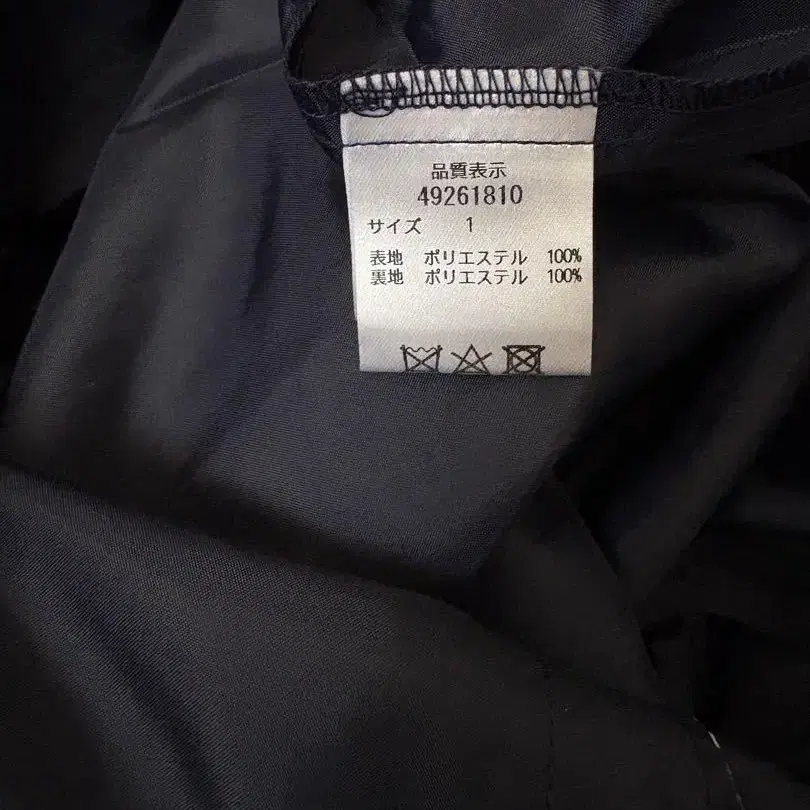 品質表示
49261810
サイズ 1
表地 ポリエステル 100%
裏地 ポリエステル 100%